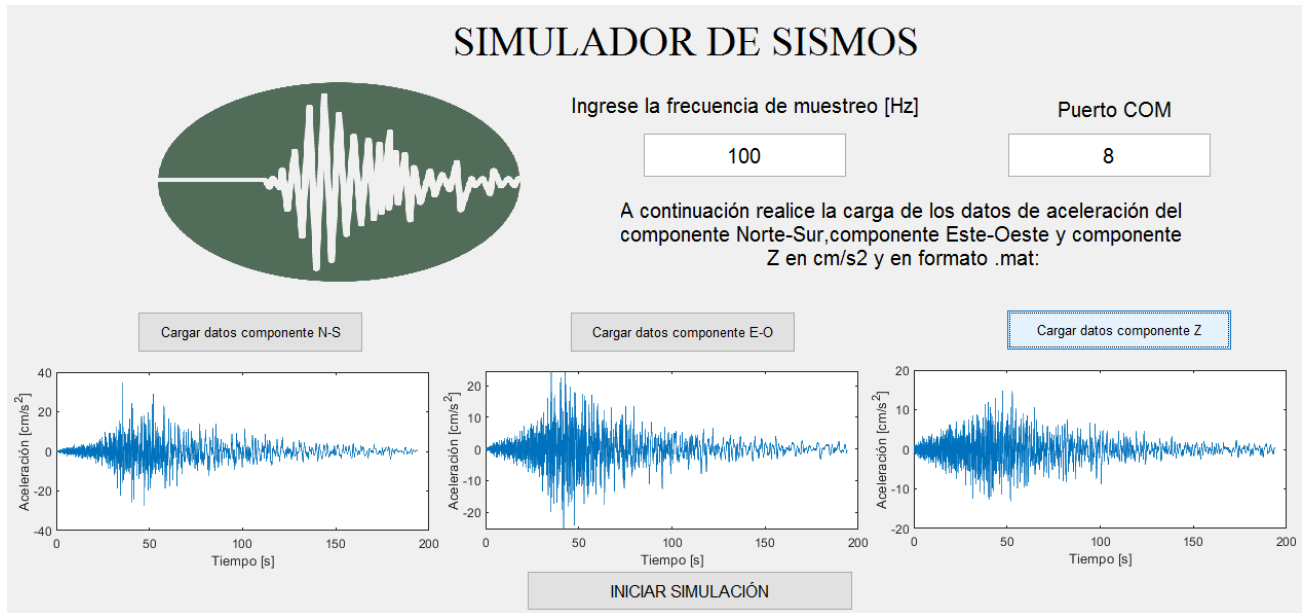 SIMULADOR DE SISMOS
Ingrese la frecuencia de muestreo [Hz]
Puerto COM
100
8
A continuación realice la carga de los datos de aceleración del
componente Norte-Sur,componente Este-Oeste y componente
Z en cm/s2 y en formato .mat:
Cargar datos componente N-S
Cargar datos componente E-O
Cargar datos componente Z
Aceleración [cm/s²]
40
20
0
-20
-40
0 50 100 150 200
Tiempo [s]
Aceleración [cm/s²]
20
10
0
-10
-20
0 50 100 150 200
Tiempo [s]
Aceleración [cm/s²]
20
10
0
-10
-20
0 50 100 150 200
Tiempo [s]
INICIAR SIMULACIÓN